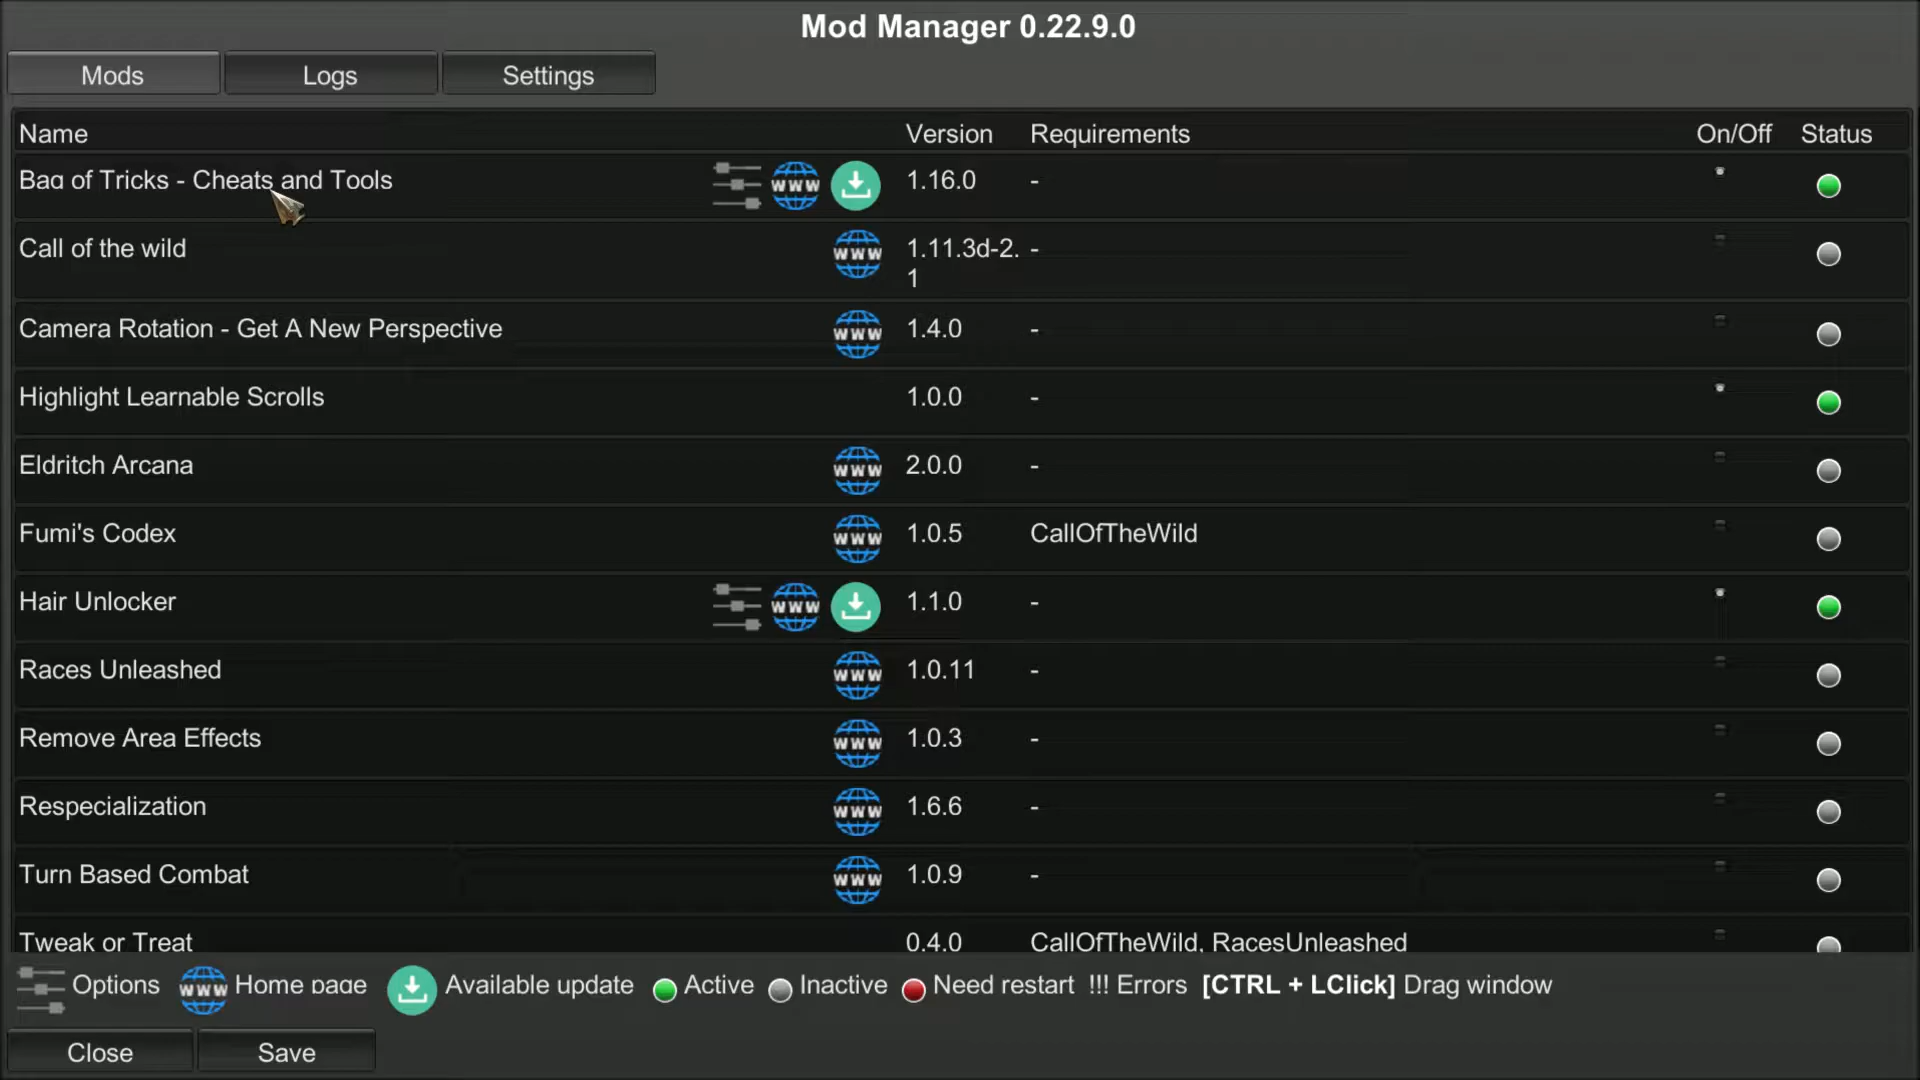 Mod Manager 0.22.9.0
Mods Logs Settings
Name Version Requirements On/Off Status
Bag of Tricks - Cheats and Tools WWW 1.16.0 -
Call of the wild WWW 1.11.3d-2. -
1
Camera Rotation - Get A New Perspective WWW 1.4.0 -
Highlight Learnable Scrolls 1.0.0 -
Eldritch Arcana WWW 2.0.0 -
Fumi's Codex WWW 1.0.5 CallOfTheWild
Hair Unlocker WWW 1.1.0 -
Races Unleashed WWW 1.0.11 -
Remove Area Effects WWW 1.0.3 -
Respecialization WWW 1.6.6 -
Turn Based Combat WWW 1.0.9 -
Tweak or Treat 0.4.0 CallOfTheWild, RacesUnleashed
Options WWW Home page Available update Active Inactive Need restart !!! Errors [CTRL + LClick] Drag window
Close Save